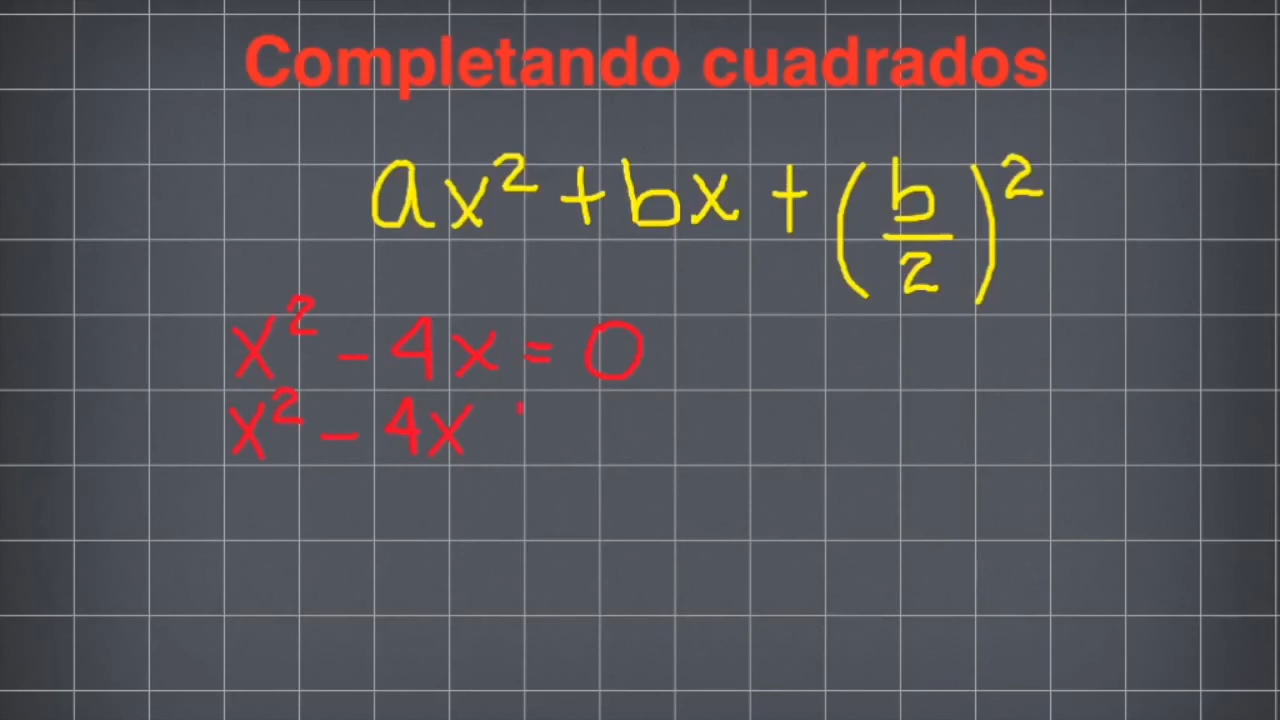 Completando cuadrados
ax² + bx + (b/2)²
x² - 4x = 0
x² - 4x